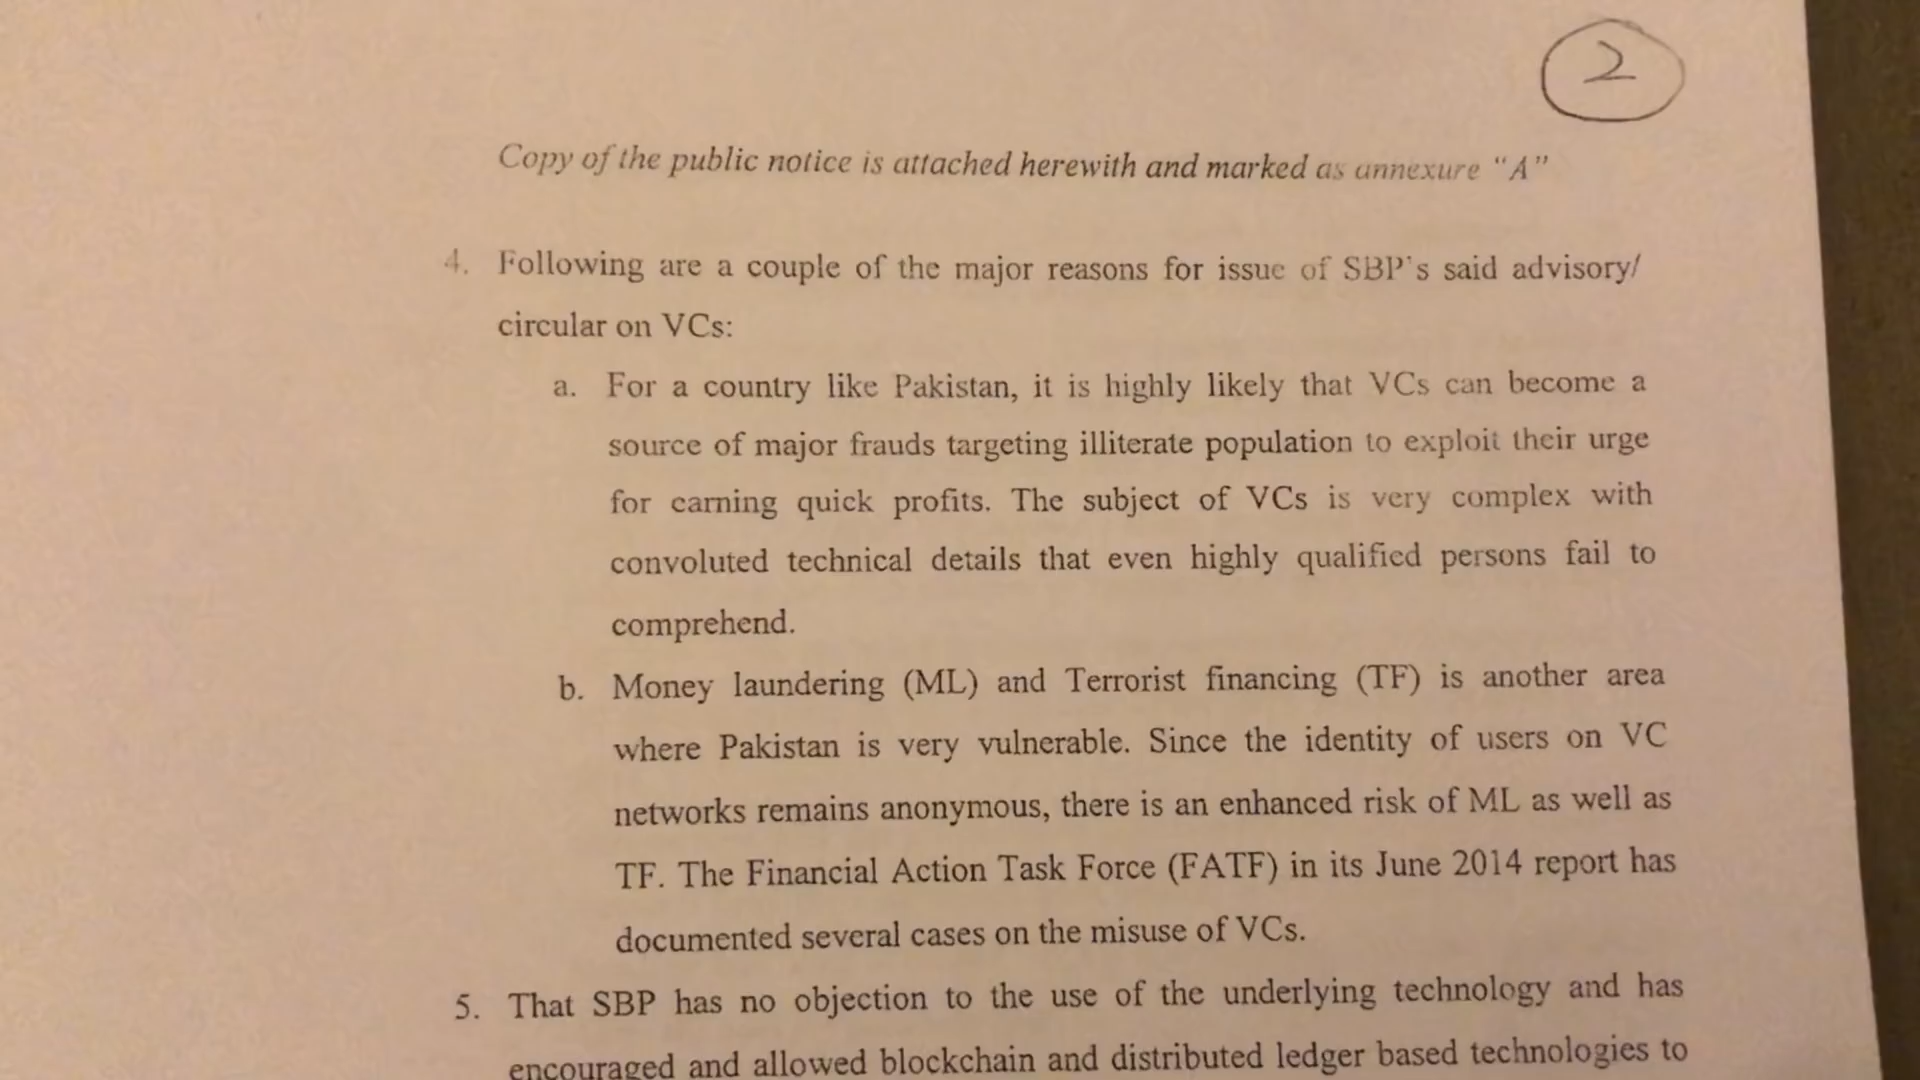 2
Copy of the public notice is attached herewith and marked as annexure "A"
4. Following are a couple of the major reasons for issue of SBP's said advisory/
circular on VCs:
a. For a country like Pakistan, it is highly likely that VCs can become a
source of major frauds targeting illiterate population to exploit their urge
for earning quick profits. The subject of VCs is very complex with
convoluted technical details that even highly qualified persons fail to
comprehend.
b. Money laundering (ML) and Terrorist financing (TF) is another area
where Pakistan is very vulnerable. Since the identity of users on VC
networks remains anonymous, there is an enhanced risk of ML as well as
TF. The Financial Action Task Force (FATF) in its June 2014 report has
documented several cases on the misuse of VCs.
5. That SBP has no objection to the use of the underlying technology and has
encouraged and allowed blockchain and distributed ledger based technologies to